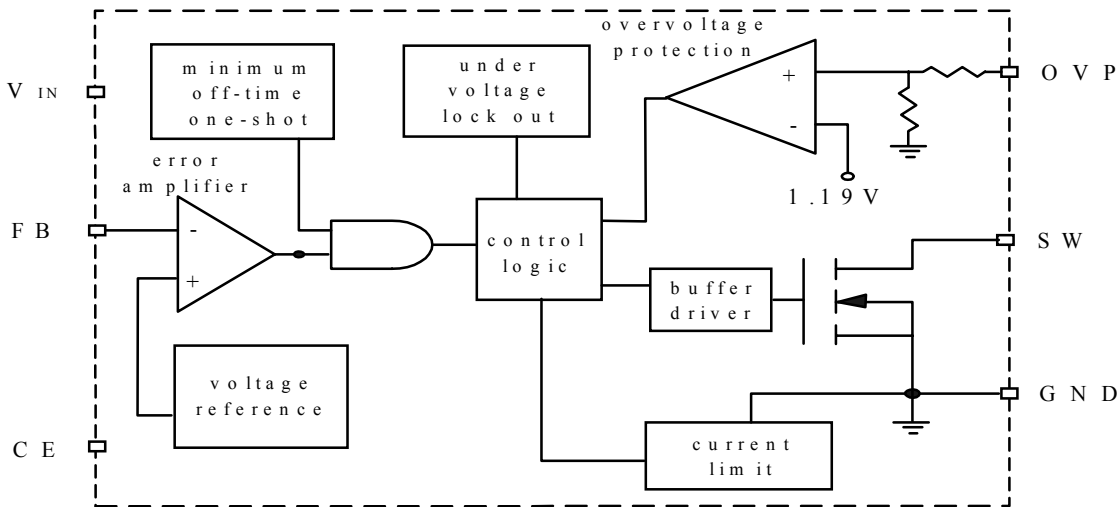 overvoltage
protection
minimum
off-time
one-shot
under
voltage
lock out
+
-
OVP
VIN
1.19V
error
amplifier
FB
-
+
control
logic
SW
buffer
driver
voltage
reference
GND
CE
current
limit